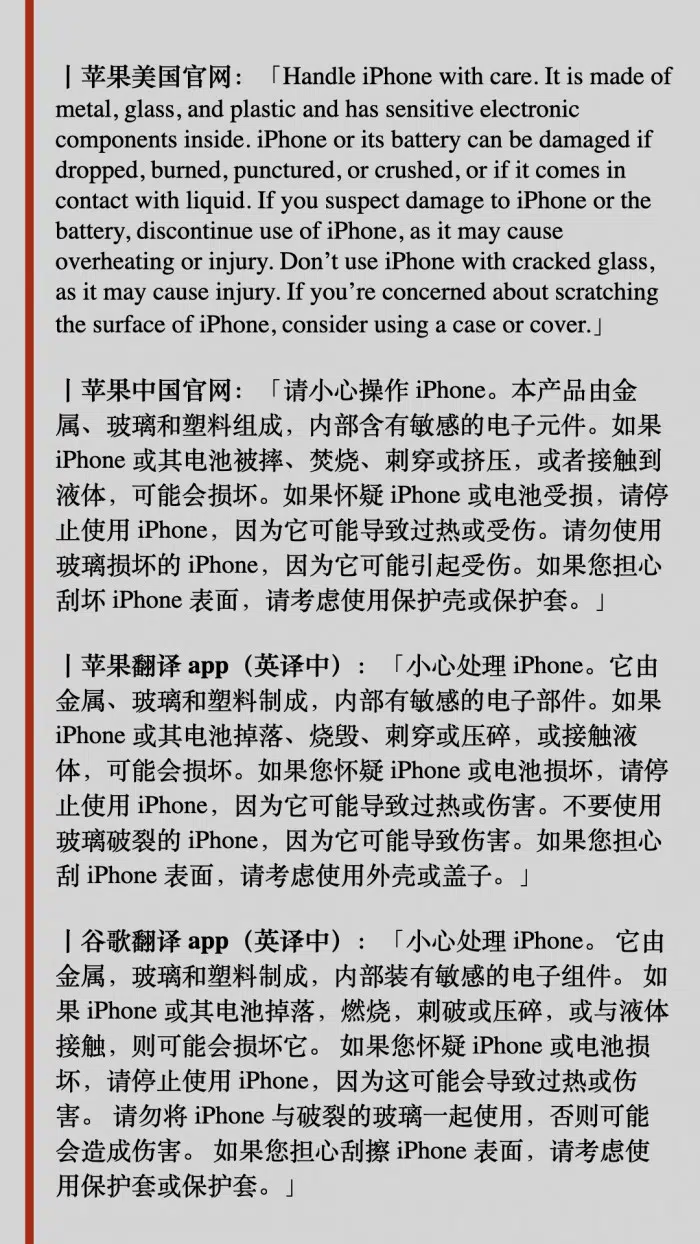 丨苹果美国官网：「Handle iPhone with care. It is made of
metal, glass, and plastic and has sensitive electronic
components inside. iPhone or its battery can be damaged if
dropped, burned, punctured, or crushed, or if it comes in
contact with liquid. If you suspect damage to iPhone or the
battery, discontinue use of iPhone, as it may cause
overheating or injury. Don’t use iPhone with cracked glass,
as it may cause injury. If you’re concerned about scratching
the surface of iPhone, consider using a case or cover.」
丨苹果中国官网：「请小心操作 iPhone。本产品由金
属、玻璃和塑料组成，内部含有敏感的电子元件。如果
iPhone 或其电池被摔、焚烧、刺穿或挤压，或者接触到
液体，可能会损坏。如果怀疑 iPhone 或电池受损，请停
止使用 iPhone，因为它可能导致过热或受伤。请勿使用
玻璃损坏的 iPhone，因为它可能引起受伤。如果您担心
刮坏 iPhone 表面，请考虑使用保护壳或保护套。」
丨苹果翻译 app（英译中）：「小心处理 iPhone。它由
金属、玻璃和塑料制成，内部有敏感的电子部件。如果
iPhone 或其电池掉落、烧毁、刺穿或压碎，或接触液
体，可能会损坏。如果您怀疑 iPhone 或电池损坏，请停
止使用 iPhone，因为它可能导致过热或伤害。不要使用
玻璃破裂的 iPhone，因为它可能导致伤害。如果您担心
刮 iPhone 表面，请考虑使用外壳或盖子。」
丨谷歌翻译 app（英译中）：「小心处理 iPhone。 它由
金属，玻璃和塑料制成，内部装有敏感的电子组件。 如
果 iPhone 或其电池掉落，燃烧，刺破或压碎，或与液体
接触，则可能会损坏它。 如果您怀疑 iPhone 或电池损
坏，请停止使用 iPhone，因为这可能会导致过热或伤
害。 请勿将 iPhone 与破裂的玻璃一起使用，否则可能
会造成伤害。 如果您担心刮擦 iPhone 表面，请考虑使
用保护套或保护套。」